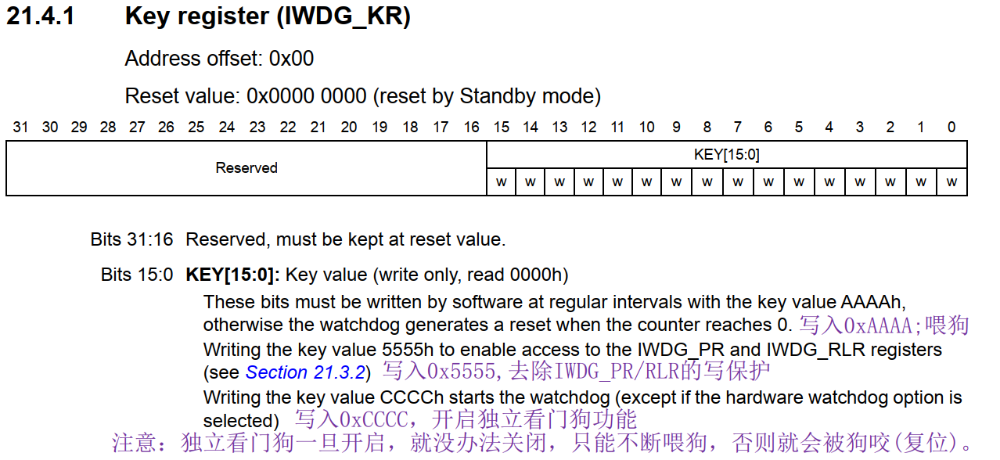 21.4.1 Key register (IWDG_KR)
Address offset: 0x00
Reset value: 0x0000 0000 (reset by Standby mode)
31 30 29 28 27 26 25 24 23 22 21 20 19 18 17 16 15 14 13 12 11 10 9 8 7 6 5 4 3 2 1 0
Reserved KEY[15:0]
w w w w w w w w w w w w w w w w
Bits 31:16 Reserved, must be kept at reset value.
Bits 15:0 KEY[15:0]: Key value (write only, read 0000h)
These bits must be written by software at regular intervals with the key value AAAAh,
otherwise the watchdog generates a reset when the counter reaches 0. 写入0xAAAA;喂狗
Writing the key value 5555h to enable access to the IWDG_PR and IWDG_RLR registers
(see Section 21.3.2) 写入0x5555,去除IWDG_PR/RLR的写保护
Writing the key value CCCCh starts the watchdog (except if the hardware watchdog option is
selected) 写入0xCCCC，开启独立看门狗功能
注意：独立看门狗一旦开启，就没办法关闭，只能不断喂狗，否则就会被狗咬(复位)。